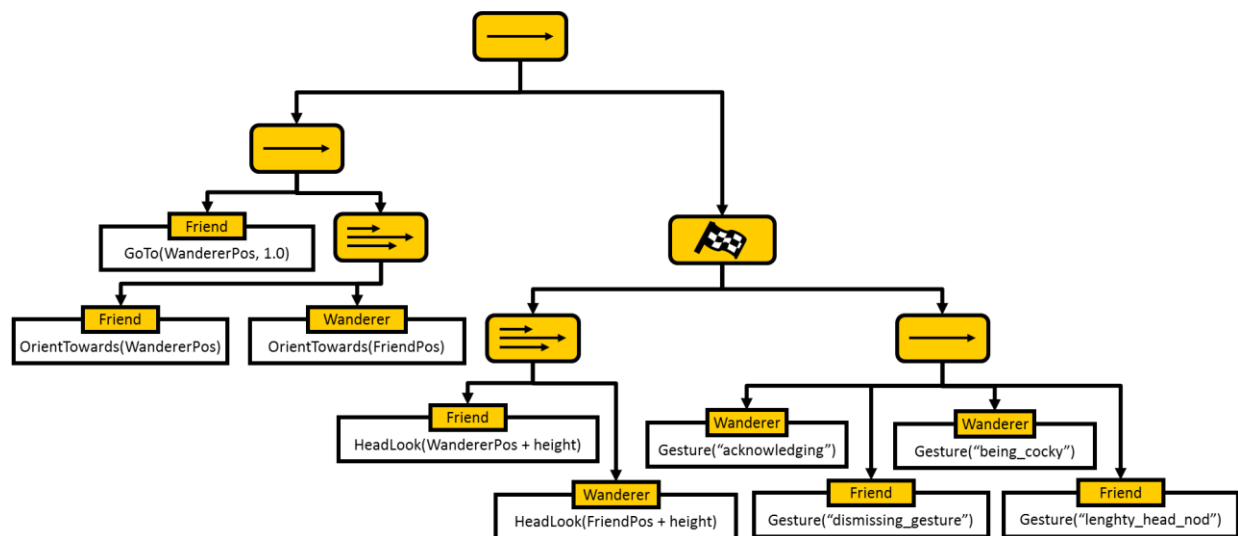 Friend
GoTo(WandererPos, 1.0)
Friend
OrientTowards(WandererPos)
Wanderer
OrientTowards(FriendPos)
Friend
HeadLook(WandererPos + height)
Wanderer
HeadLook(FriendPos + height)
Wanderer
Gesture(“acknowledging”)
Friend
Gesture(“dismissing_gesture”)
Wanderer
Gesture(“being_cocky”)
Friend
Gesture(“lenghty_head_nod”)